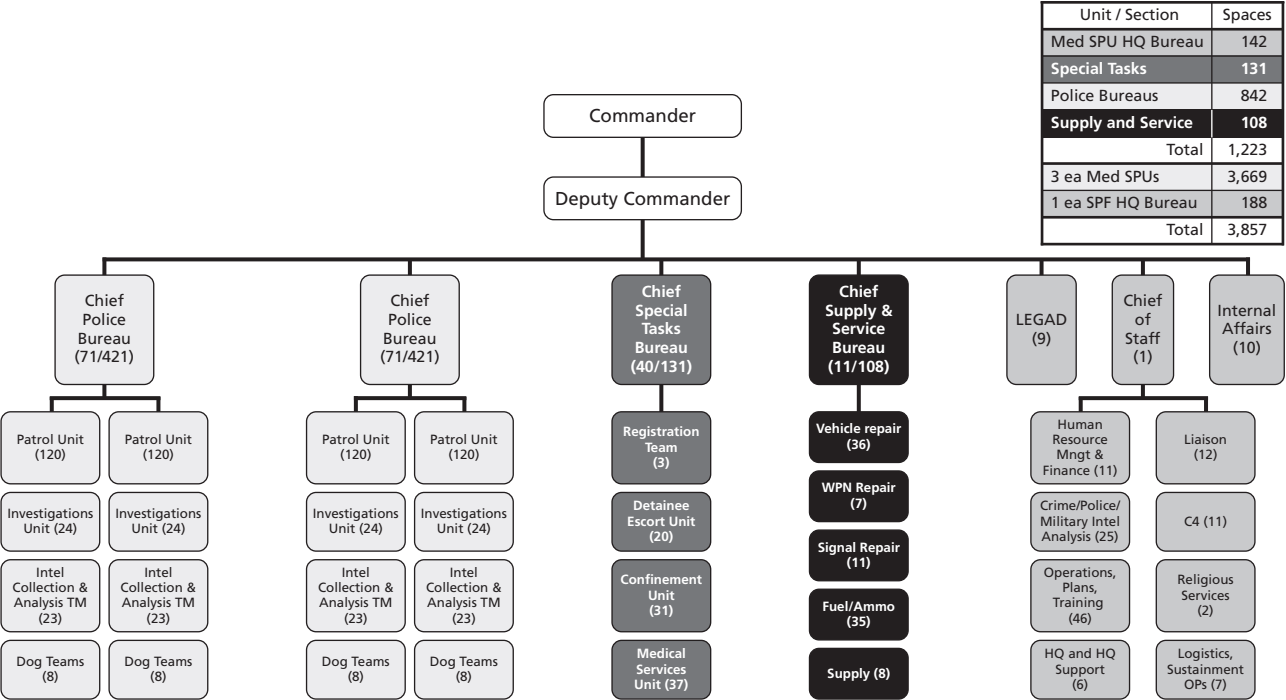 Unit / Section Spaces
Med SPU HQ Bureau 142
Special Tasks 131
Police Bureaus 842
Supply and Service 108
Total 1,223
3 ea Med SPUs 3,669
1 ea SPF HQ Bureau 188
Total 3,857
Commander
Deputy Commander
Chief
Police
Bureau
(71/421)
Chief
Police
Bureau
(71/421)
Chief
Special
Tasks
Bureau
(40/131)
Chief
Supply &
Service
Bureau
(11/108)
LEGAD
(9)
Chief
of
Staff
(1)
Internal
Affairs
(10)
Patrol Unit
(120)
Investigations
Unit (24)
Intel
Collection &
Analysis TM
(23)
Dog Teams
(8)
Patrol Unit
(120)
Investigations
Unit (24)
Intel
Collection &
Analysis TM
(23)
Dog Teams
(8)
Patrol Unit
(120)
Investigations
Unit (24)
Intel
Collection &
Analysis TM
(23)
Dog Teams
(8)
Patrol Unit
(120)
Investigations
Unit (24)
Intel
Collection &
Analysis TM
(23)
Dog Teams
(8)
Registration
Team
(3)
Detainee
Escort Unit
(20)
Confinement
Unit
(31)
Medical
Services
Unit (37)
Vehicle repair
(36)
WPN Repair
(7)
Signal Repair
(11)
Fuel/Ammo
(35)
Supply (8)
Human
Resource
Mngt &
Finance (11)
Crime/Police/
Military Intel
Analysis (25)
Operations,
Plans,
Training
(46)
HQ and HQ
Support
(6)
Liaison
(12)
C4 (11)
Religious
Services
(2)
Logistics,
Sustainment
OPs (7)